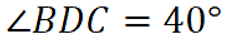 ∠BDC = 40°